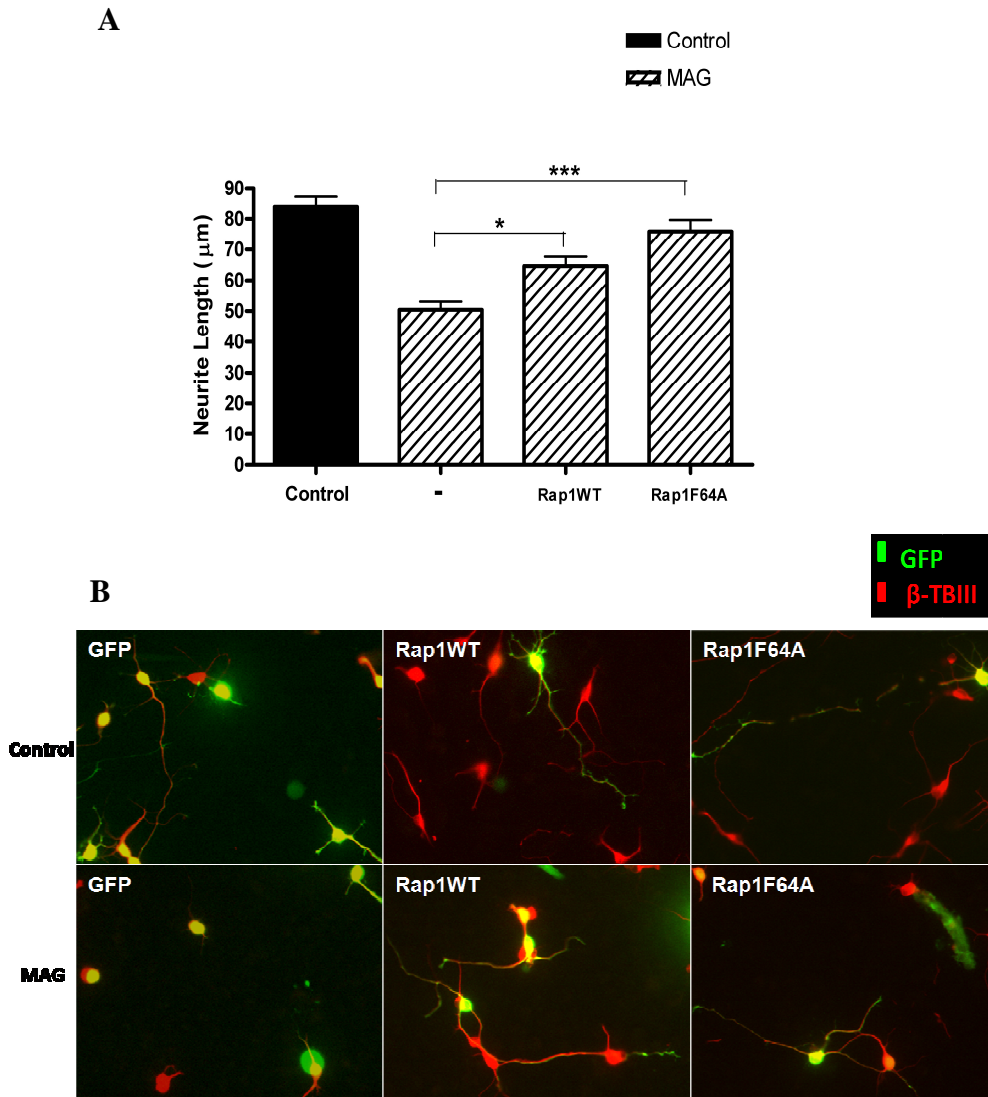 A
Control
MAG
***
*
Neurite Length ( μm)
90
80
70
60
50
40
30
20
10
0
Control
-
Rap1WT
Rap1F64A
GFP
β-TBIII
B
GFP
Rap1WT
Rap1F64A
Control
GFP
Rap1WT
Rap1F64A
MAG